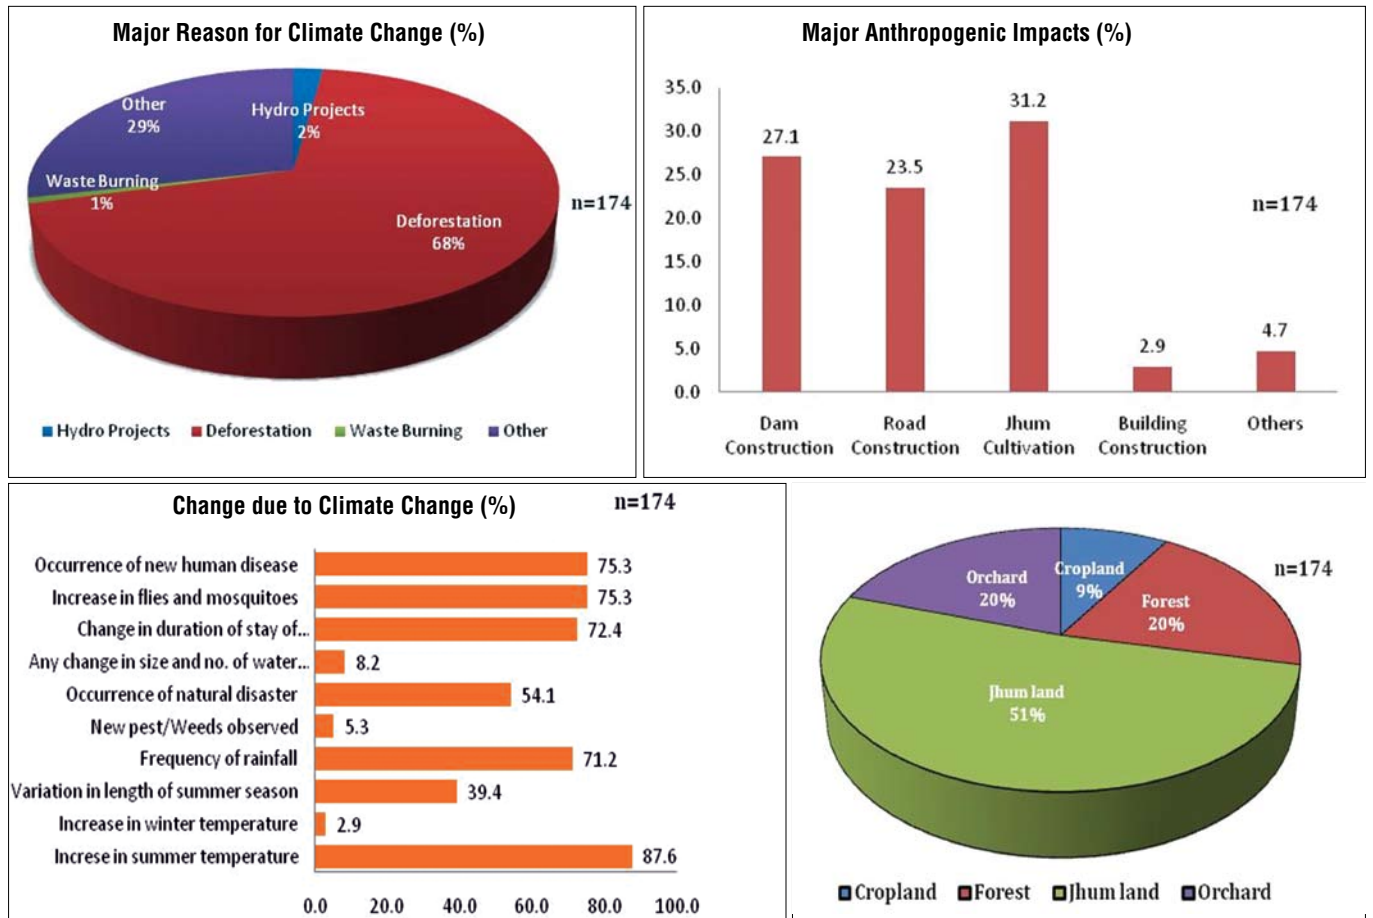 Major Reason for Climate Change (%)
Other
29%
Hydro Projects
2%
Waste Burning
1%
Deforestation
68%
n=174
Hydro Projects Deforestation Waste Burning Other
Major Anthropogenic Impacts (%)
35.0
30.0
25.0
20.0
15.0
10.0
5.0
0.0
27.1
23.5
31.2
2.9
4.7
n=174
Dam
Construction
Road
Construction
Jhum
Cultivation
Building
Construction
Others
Change due to Climate Change (%)
n=174
Occurrence of new human disease 75.3
Increase in flies and mosquitoes 75.3
Change in duration of stay of... 72.4
Any change in size and no. of water... 8.2
Occurrence of natural disaster 54.1
New pest/Weeds observed 5.3
Frequency of rainfall 71.2
Variation in length of summer season 39.4
Increase in winter temperature 2.9
Increse in summer temperature 87.6
0.0 20.0 40.0 60.0 80.0 100.0
Orchard
20%
Cropland
9%
Forest
20%
Jhum land
51%
n=174
Cropland Forest Jhum land Orchard